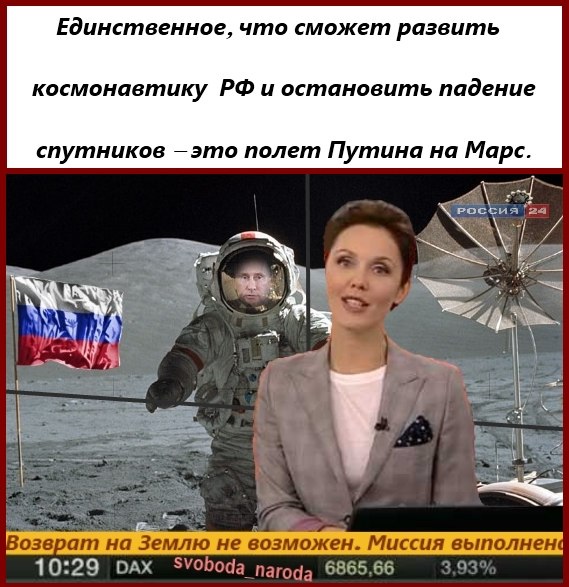 Единственное, что сможет развить
космонавтику РФ и остановить падение
спутников – это полет Путина на Марс.
РОССИЯ 24
Возврат на Землю не возможен. Миссия выполнена
10:29 DAX svoboda_naroda 6865,66 3,93%